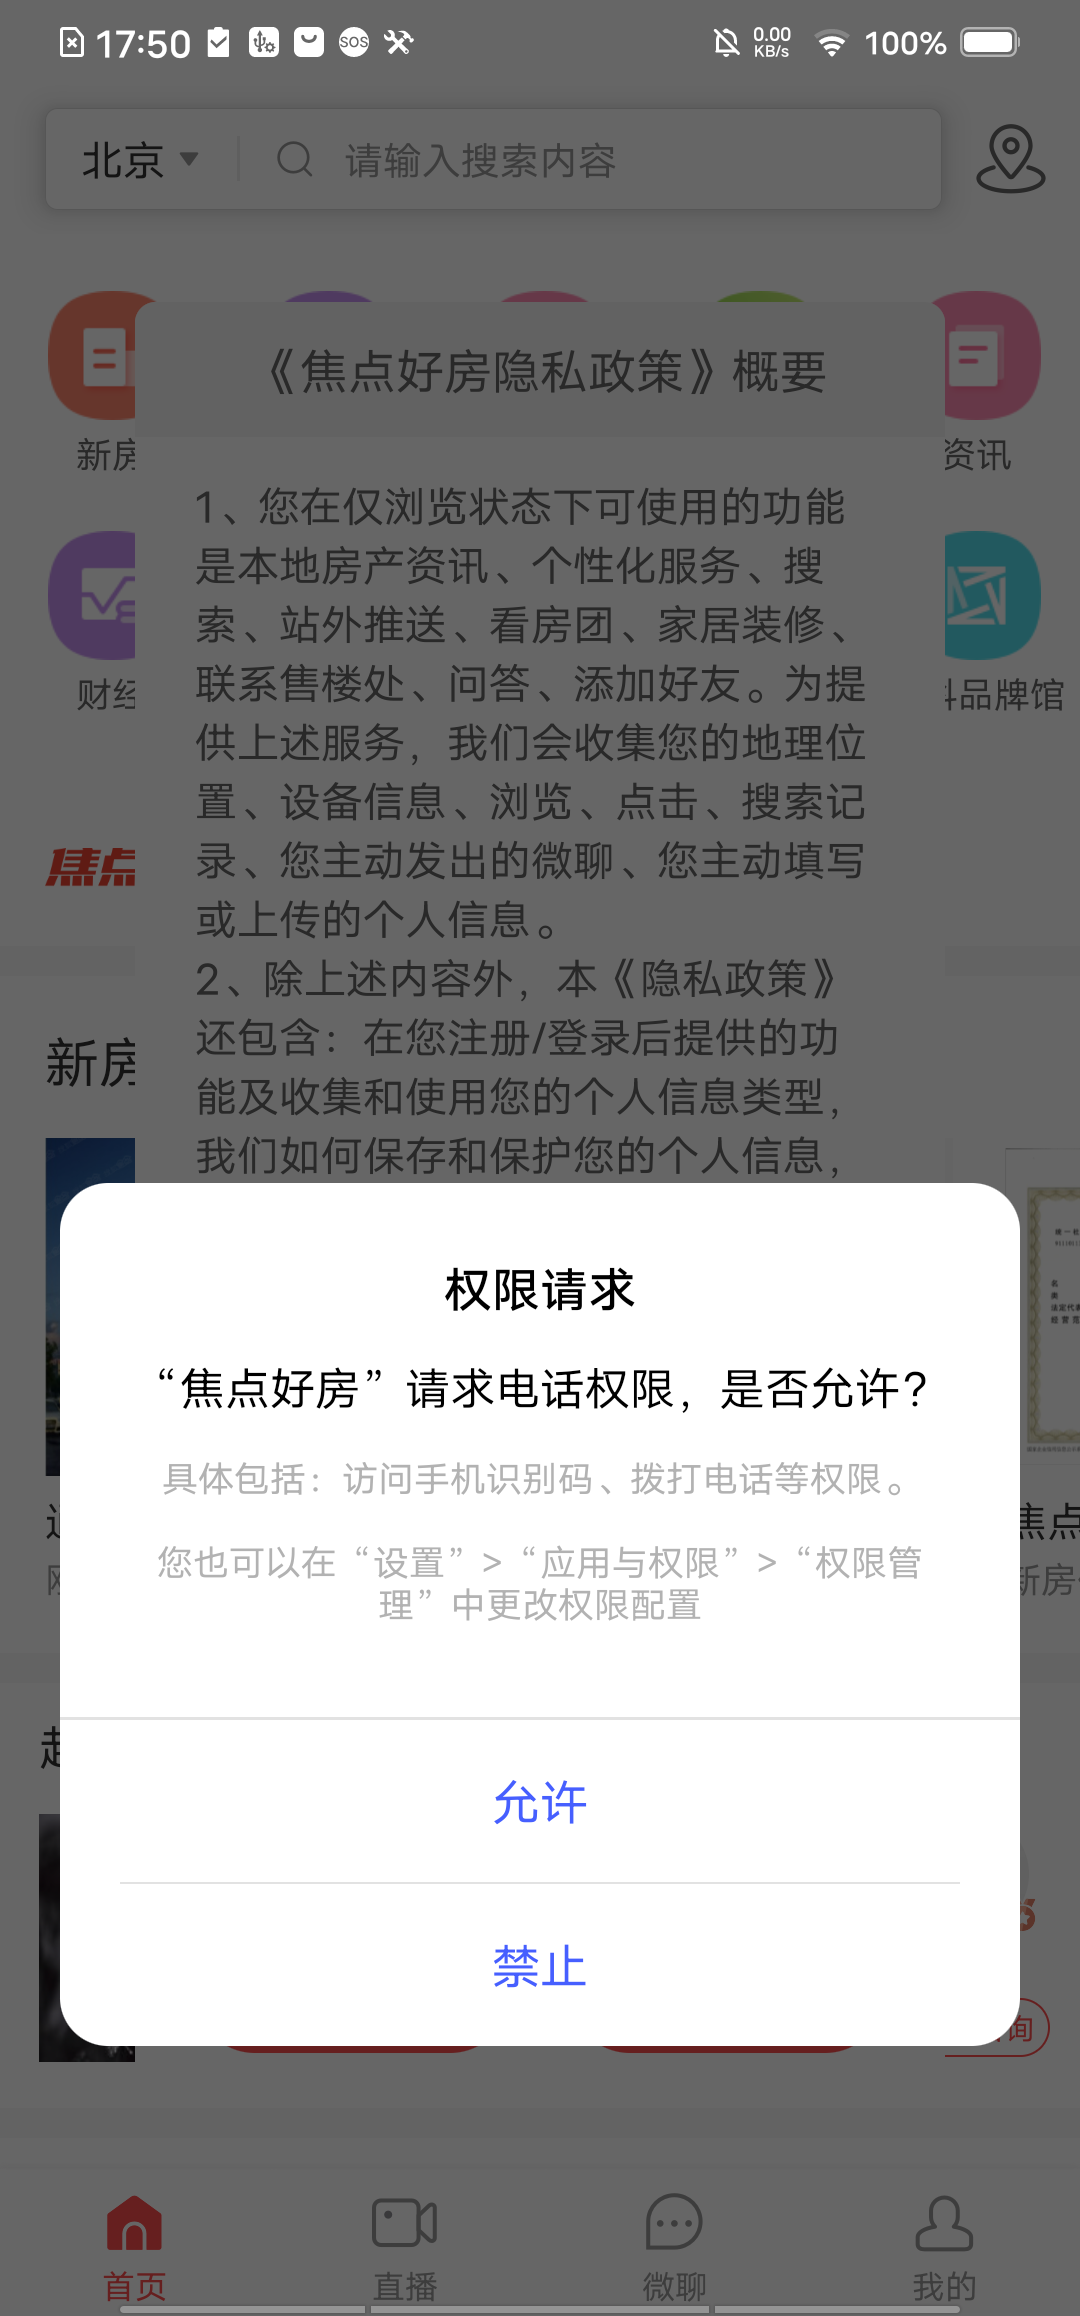 17:50 SOS 0.00 KB/s 100%
北京 请输入搜索内容
《焦点好房隐私政策》概要
新房 资讯
1、您在仅浏览状态下可使用的功能
是本地房产资讯、个性化服务、搜
索、站外推送、看房团、家居装修、
联系售楼处、问答、添加好友。为提
财经 品牌馆
供上述服务，我们会收集您的地理位
置、设备信息、浏览、点击、搜索记
录、您主动发出的微聊、您主动填写
焦点
或上传的个人信息。
2、除上述内容外，本《隐私政策》
还包含：在您注册/登录后提供的功
新房
能及收集和使用您的个人信息类型，
我们如何保存和保护您的个人信息，
权限请求
“焦点好房”请求电话权限，是否允许？
具体包括：访问手机识别码、拨打电话等权限。
焦点
您也可以在“设置”>“应用与权限”>“权限管
理”中更改权限配置
新房
允许
禁止
询
首页 直播 微聊 我的